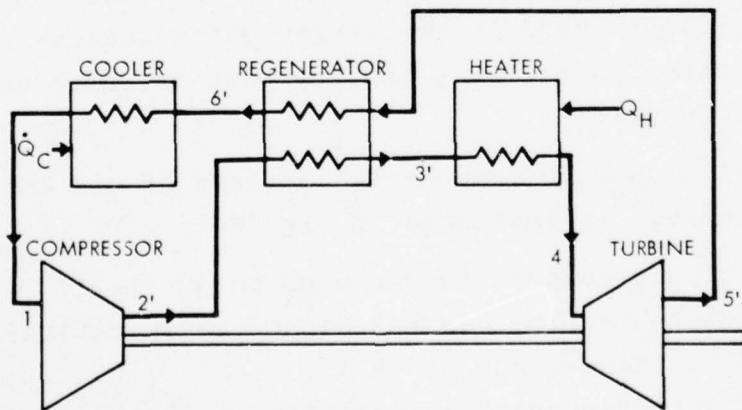 COOLER
REGENERATOR
HEATER
6'
Q_H
Q̇_C
3'
COMPRESSOR
4
TURBINE
1
2'
5'